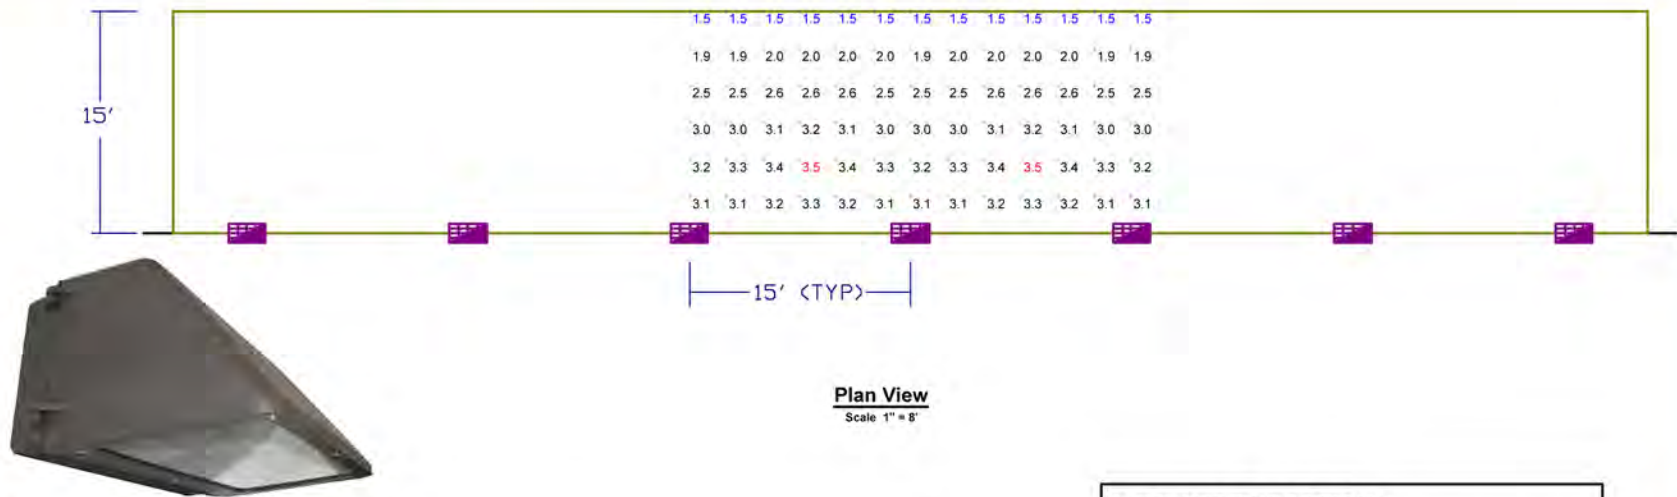 1.5 1.5 1.5 1.5 1.5 1.5 1.5 1.5 1.5 1.5 1.5 1.5 1.5
1.9 1.9 2.0 2.0 2.0 2.0 1.9 2.0 2.0 2.0 2.0 1.9 1.9
15'
2.5 2.5 2.6 2.6 2.6 2.5 2.5 2.5 2.6 2.6 2.6 2.5 2.5
3.0 3.0 3.1 3.2 3.1 3.0 3.0 3.0 3.1 3.2 3.1 3.0 3.0
3.2 3.3 3.4 3.5 3.4 3.3 3.2 3.3 3.4 3.5 3.4 3.3 3.2
3.1 3.1 3.2 3.3 3.2 3.1 3.1 3.1 3.2 3.3 3.2 3.1 3.1
15' (TYP)
Plan View
Scale 1" = 8'